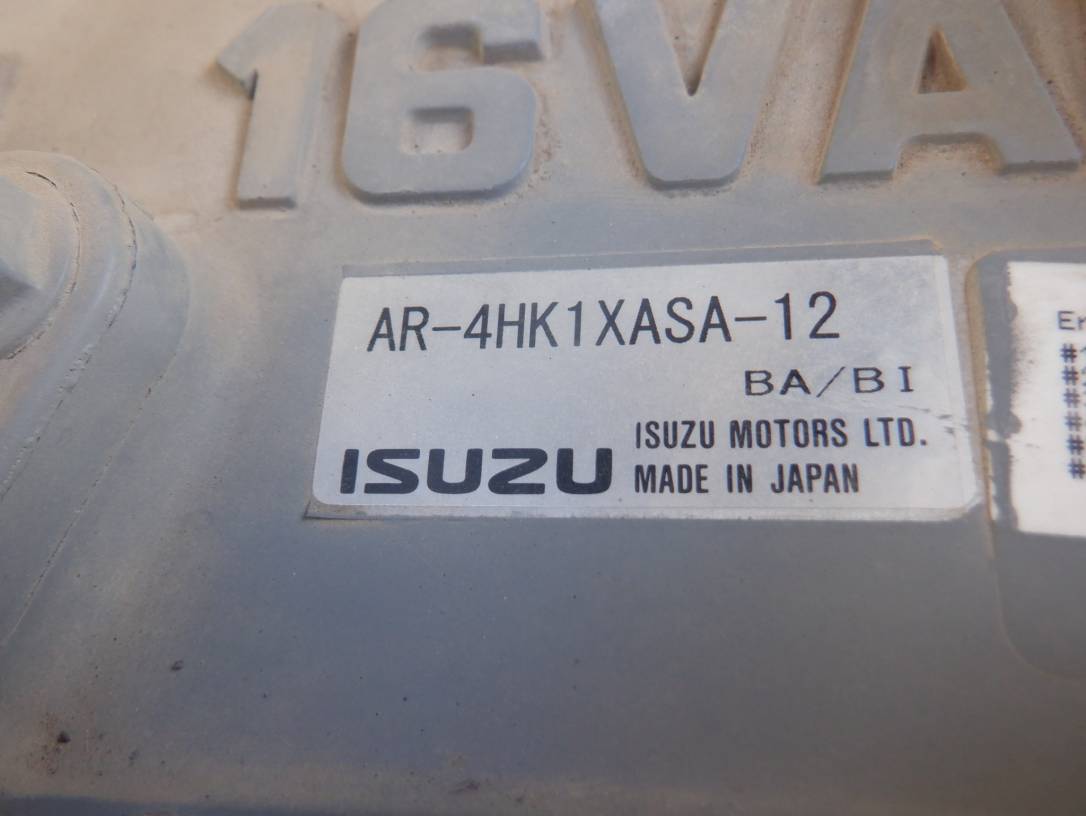 16VA
AR-4HK1XASA-12
BA/BI
ISUZU
ISUZU MOTORS LTD.
MADE IN JAPAN